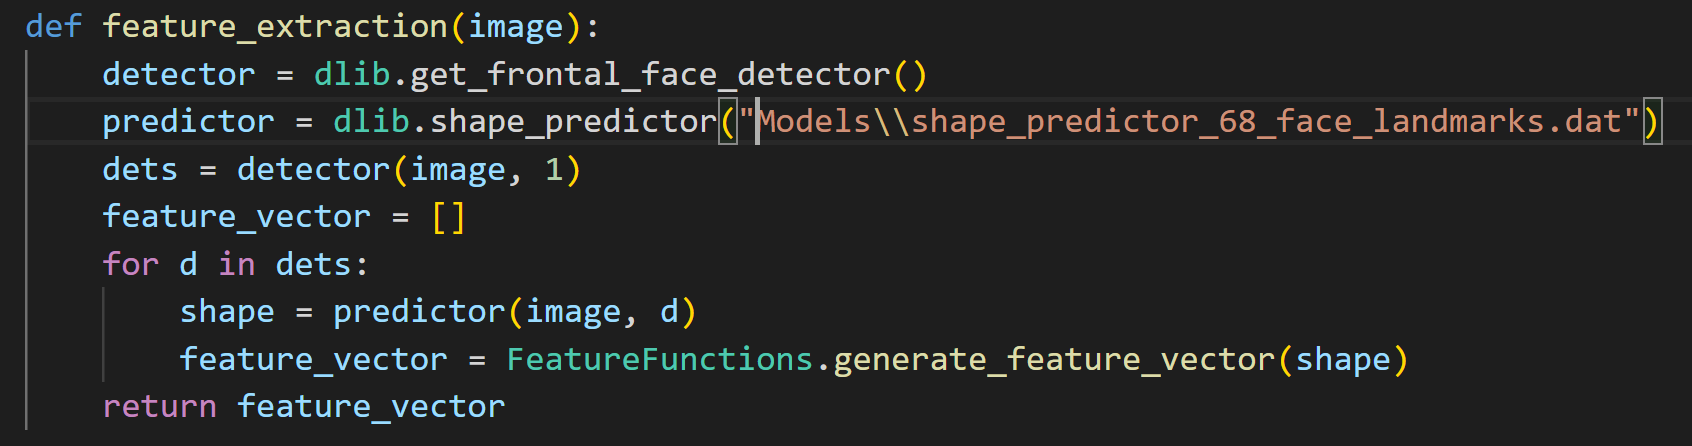 def feature_extraction(image):
    detector = dlib.get_frontal_face_detector()
    predictor = dlib.shape_predictor("Models\\shape_predictor_68_face_landmarks.dat")
    dets = detector(image, 1)
    feature_vector = []
    for d in dets:
        shape = predictor(image, d)
        feature_vector = FeatureFunctions.generate_feature_vector(shape)
    return feature_vector